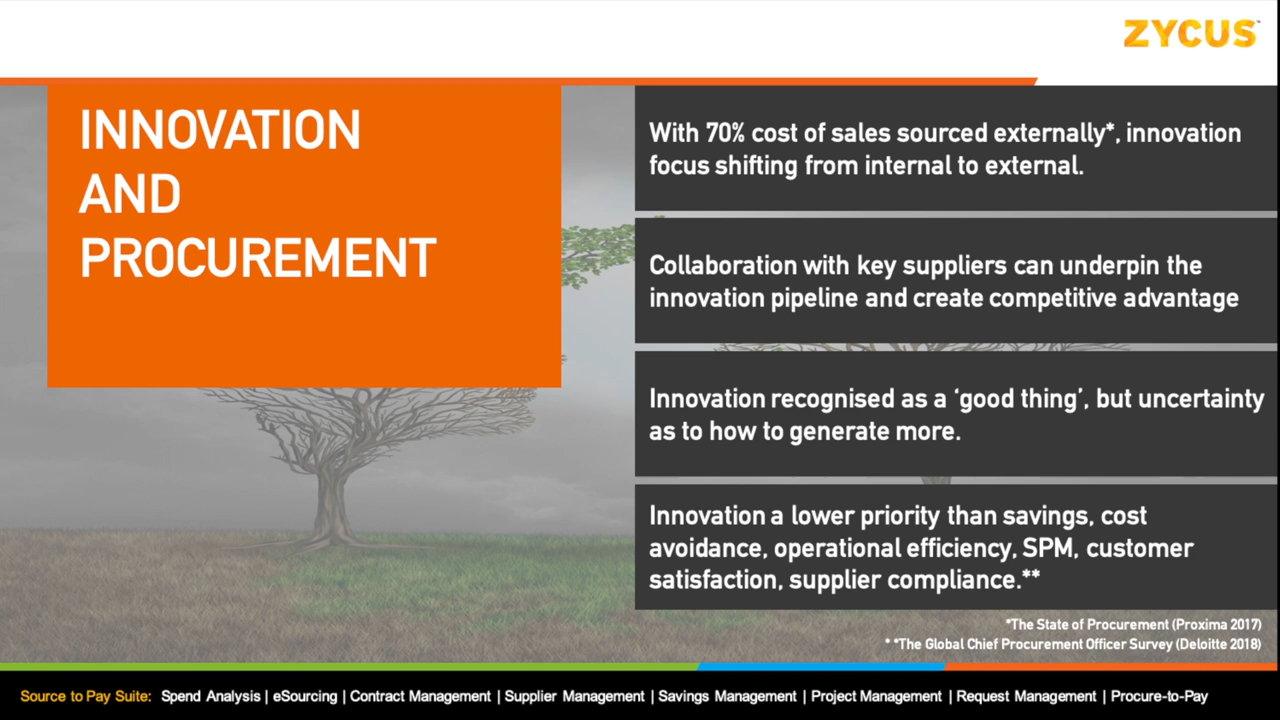 ZYCUS™
INNOVATION
AND
PROCUREMENT
With 70% cost of sales sourced externally*, innovation
focus shifting from internal to external.
Collaboration with key suppliers can underpin the
innovation pipeline and create competitive advantage
Innovation recognised as a ‘good thing’, but uncertainty
as to how to generate more.
Innovation a lower priority than savings, cost
avoidance, operational efficiency, SPM, customer
satisfaction, supplier compliance.**
*The State of Procurement (Proxima 2017)
* *The Global Chief Procurement Officer Survey (Deloitte 2018)
Source to Pay Suite: Spend Analysis | eSourcing | Contract Management | Supplier Management | Savings Management | Project Management | Request Management | Procure-to-Pay